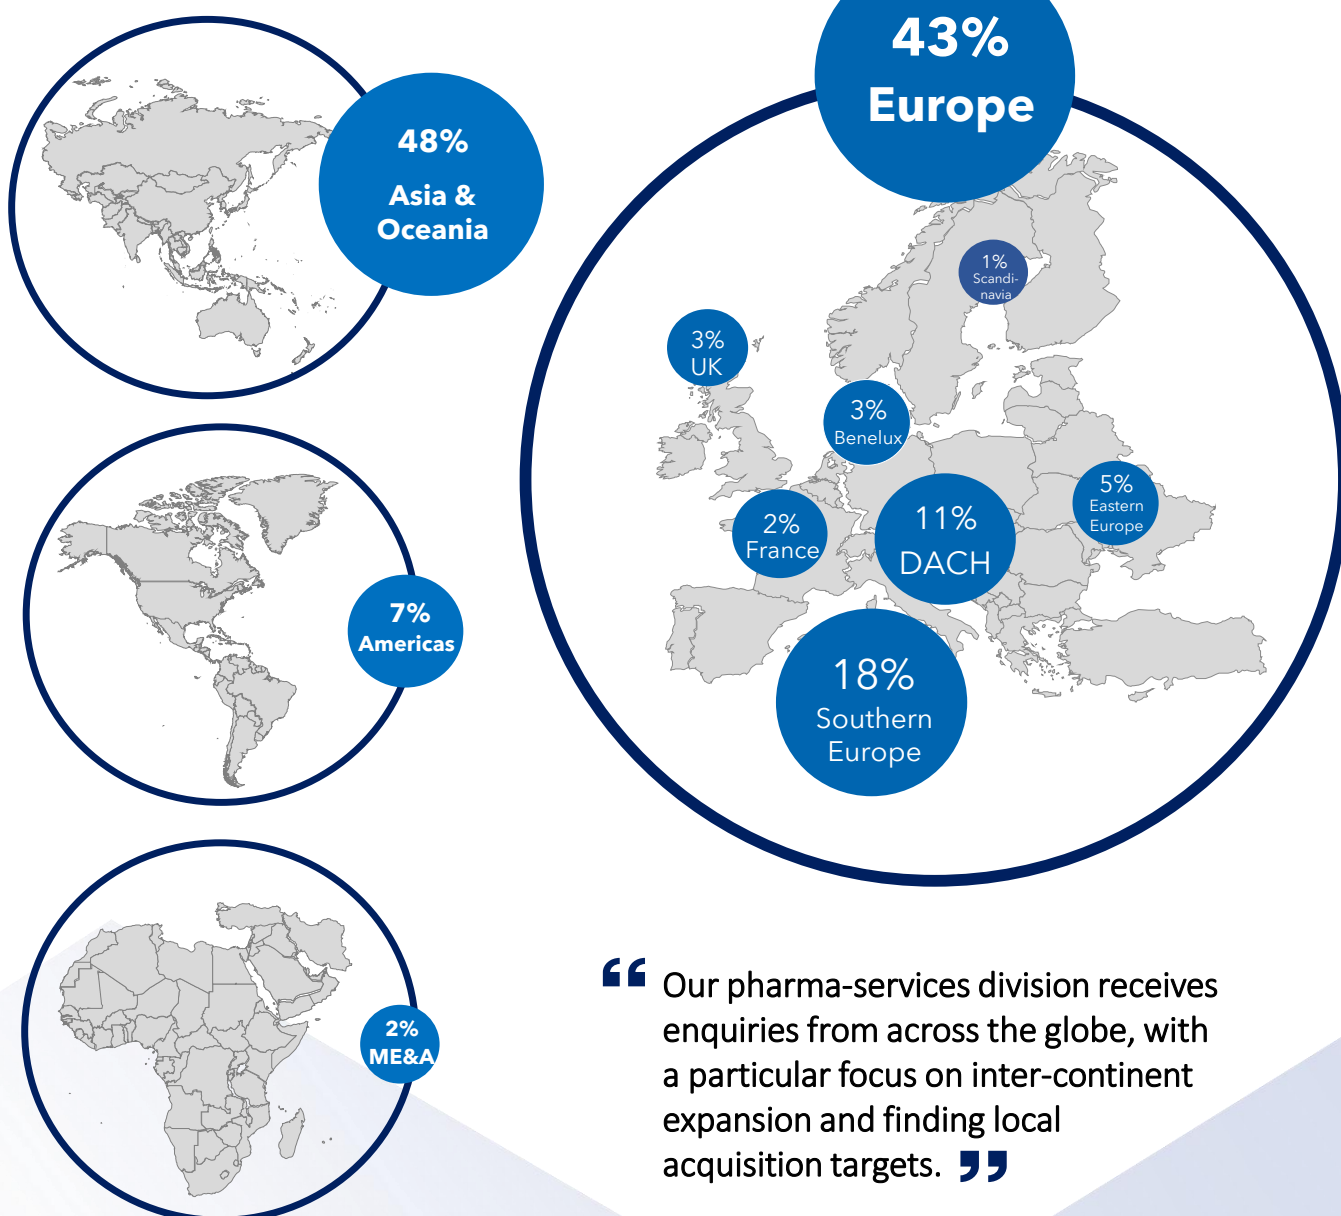 48%
Asia &
Oceania
7%
Americas
2%
ME&A
43%
Europe
1%
Scandi-
navia
3%
UK
3%
Benelux
2%
France
11%
DACH
5%
Eastern
Europe
18%
Southern
Europe
“ Our pharma-services division receives
enquiries from across the globe, with
a particular focus on inter-continent
expansion and finding local
acquisition targets. ”